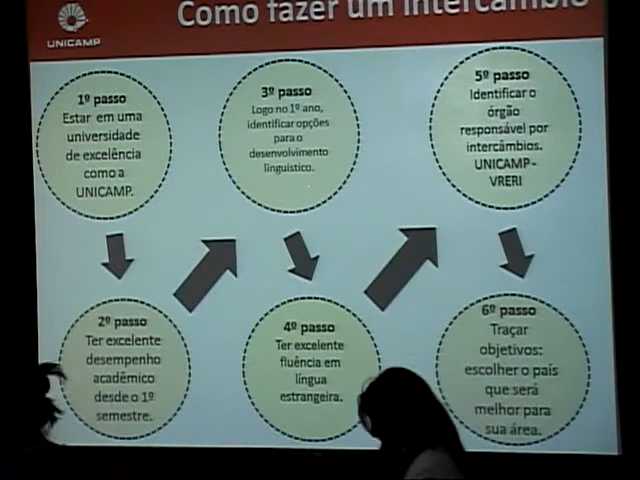 UNICAMP
Como fazer um intercâmbio
1º passo
Estar em uma
universidade
de excelência
como a
UNICAMP.
2º passo
Ter excelente
desempenho
acadêmico
desde o 1º
semestre.
3º passo
Logo no 1º ano,
identificar opções
para o
desenvolvimento
linguístico.
4º passo
Ter excelente
fluência em
língua
estrangeira.
5º passo
Identificar o
órgão
responsável por
intercâmbios.
UNICAMP-
VRERI
6º passo
Traçar
objetivos:
escolher o país
que será
melhor para
sua área.